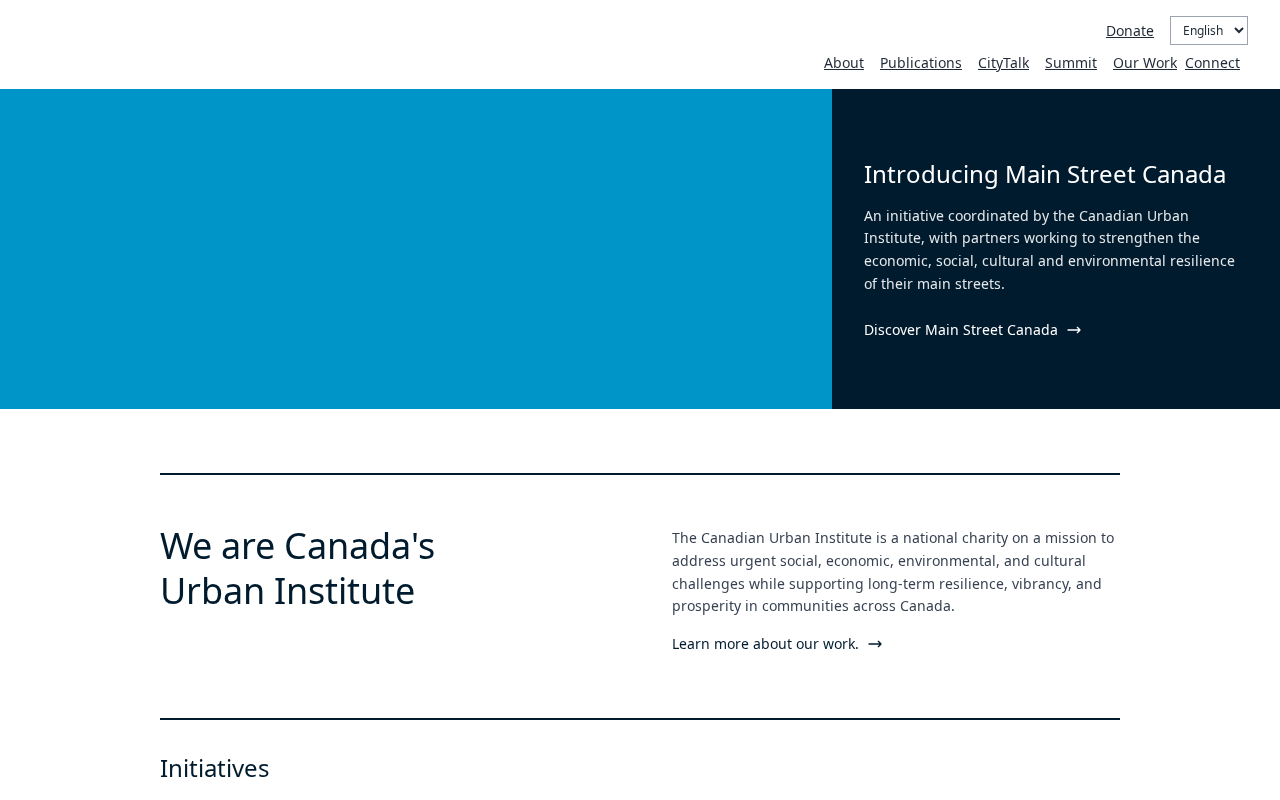 Donate
English
About Publications CityTalk Summit Our Work Connect
Introducing Main Street Canada
An initiative coordinated by the Canadian Urban
Institute, with partners working to strengthen the
economic, social, cultural and environmental resilience
of their main streets.
Discover Main Street Canada →
We are Canada's
Urban Institute
The Canadian Urban Institute is a national charity on a mission to
address urgent social, economic, environmental, and cultural
challenges while supporting long-term resilience, vibrancy, and
prosperity in communities across Canada.
Learn more about our work. →
Initiatives